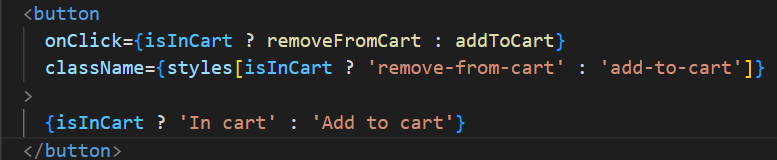 <button
onClick={isInCart ? removeFromCart : addToCart}
className={styles[isInCart ? 'remove-from-cart' : 'add-to-cart']}
>
{isInCart ? 'In cart' : 'Add to cart'}
</button>